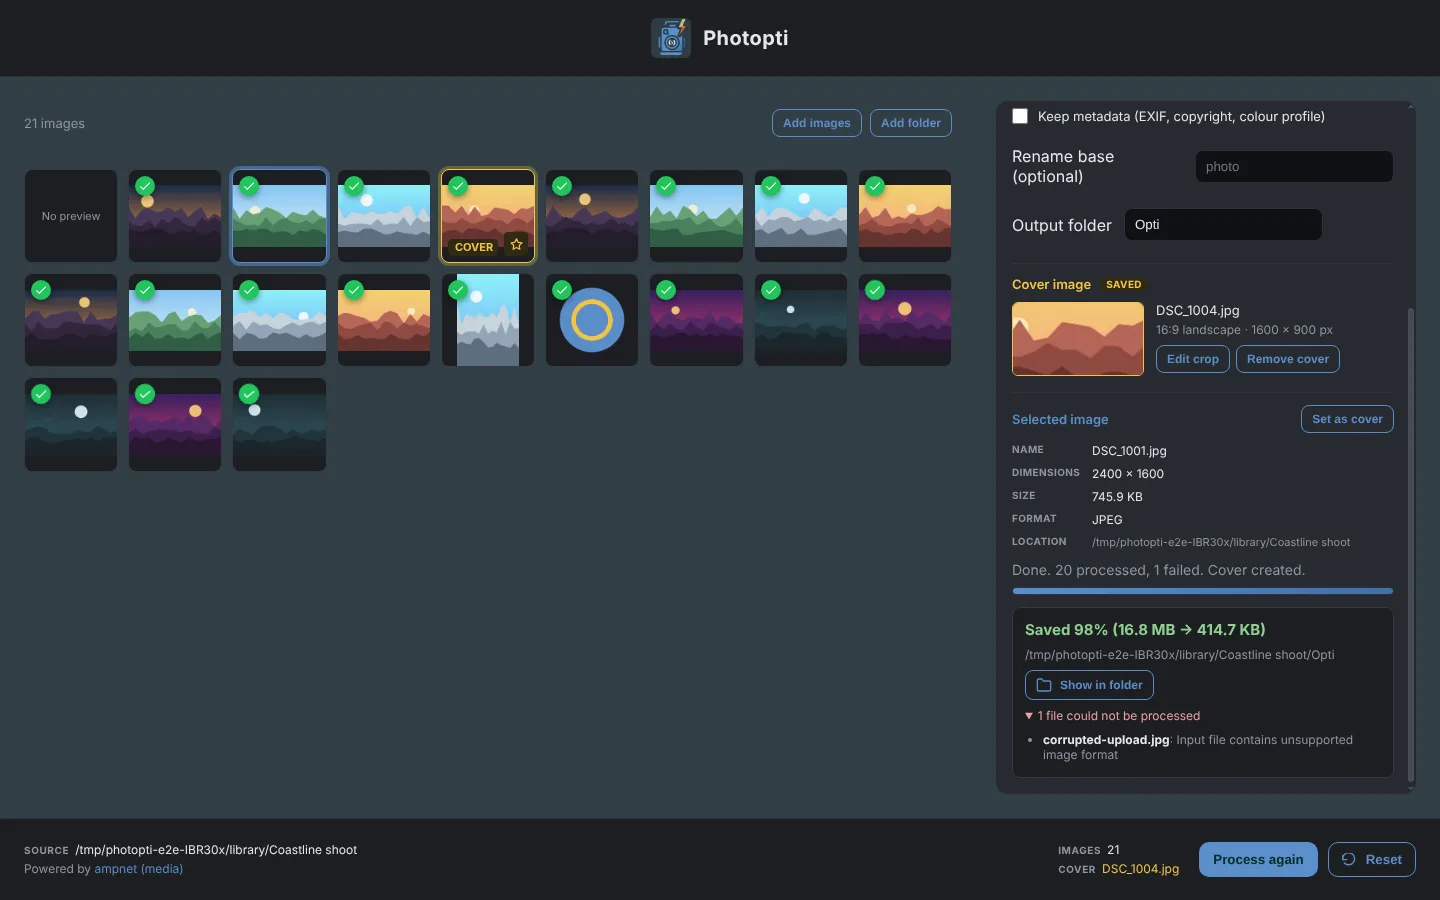 Photopti
21 images
Add images
Add folder
No preview
COVER
Keep metadata (EXIF, copyright, colour profile)
Rename base
(optional)
photo
Output folder
Opti
Cover image
SAVED
DSC_1004.jpg
16:9 landscape · 1600 × 900 px
Edit crop
Remove cover
Selected image
Set as cover
NAME DSC_1001.jpg
DIMENSIONS 2400 × 1600
SIZE 745.9 KB
FORMAT JPEG
LOCATION /tmp/photopti-e2e-IBR30x/library/Coastline shoot
Done. 20 processed, 1 failed. Cover created.
Saved 98% (16.8 MB → 414.7 KB)
/tmp/photopti-e2e-IBR30x/library/Coastline shoot/Opti
Show in folder
▼ 1 file could not be processed
• corrupted-upload.jpg: Input file contains unsupported
image format
SOURCE /tmp/photopti-e2e-IBR30x/library/Coastline shoot
Powered by ampnet (media)
IMAGES 21
COVER DSC_1004.jpg
Process again
Reset